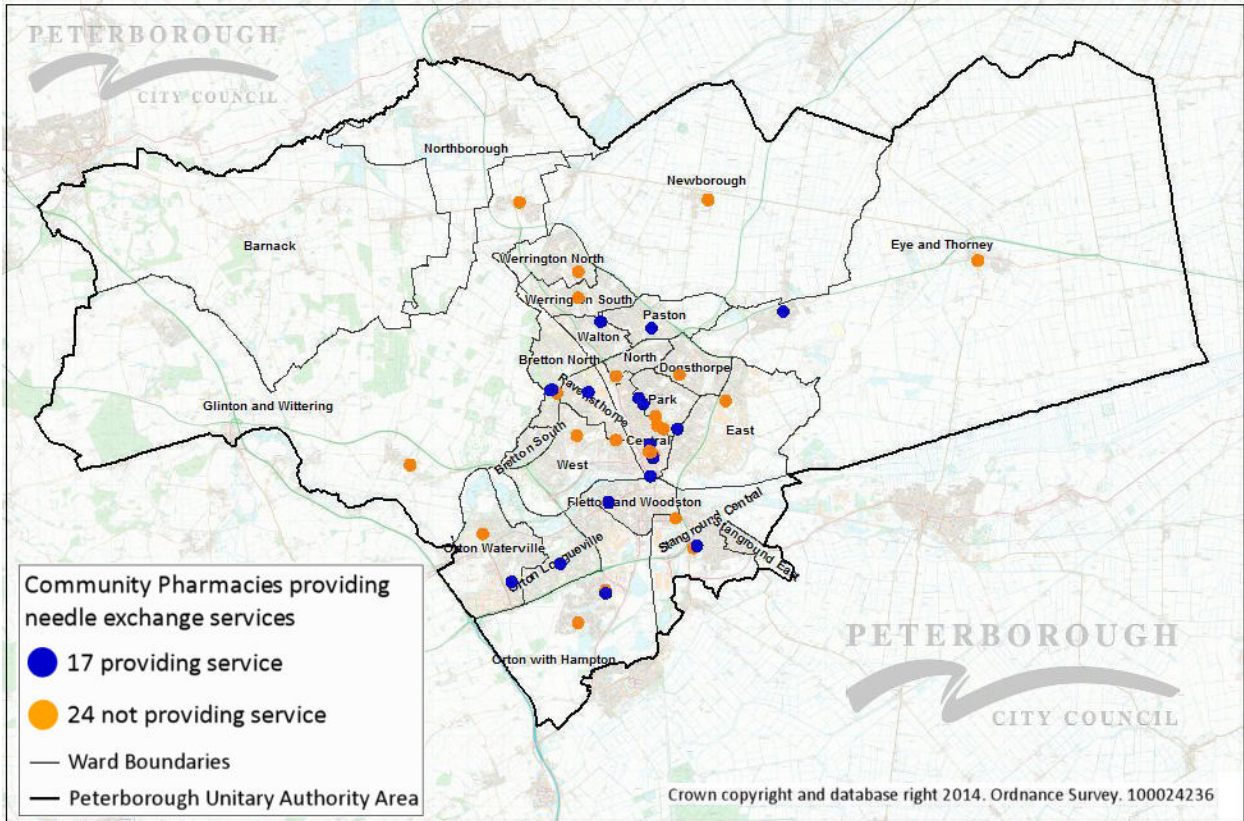 PETERBOROUGH
CITY COUNCIL
Northborough
Newborough
Barnack
Eye and Thorney
Werrington North
Werrington South
Paston
Walton
Bretton North
North
Dogsthorpe
Ravensthorpe
Park
Glinton and Wittering
East
Bretton South
Central
West
Fletton and Woodston
Stanground Central
Stanground East
Orton Waterville
Orton Longueville
Orton with Hampton
Community Pharmacies providing
needle exchange services
17 providing service
24 not providing service
Ward Boundaries
Peterborough Unitary Authority Area
PETERBOROUGH
CITY COUNCIL
Crown copyright and database right 2014. Ordnance Survey. 100024236